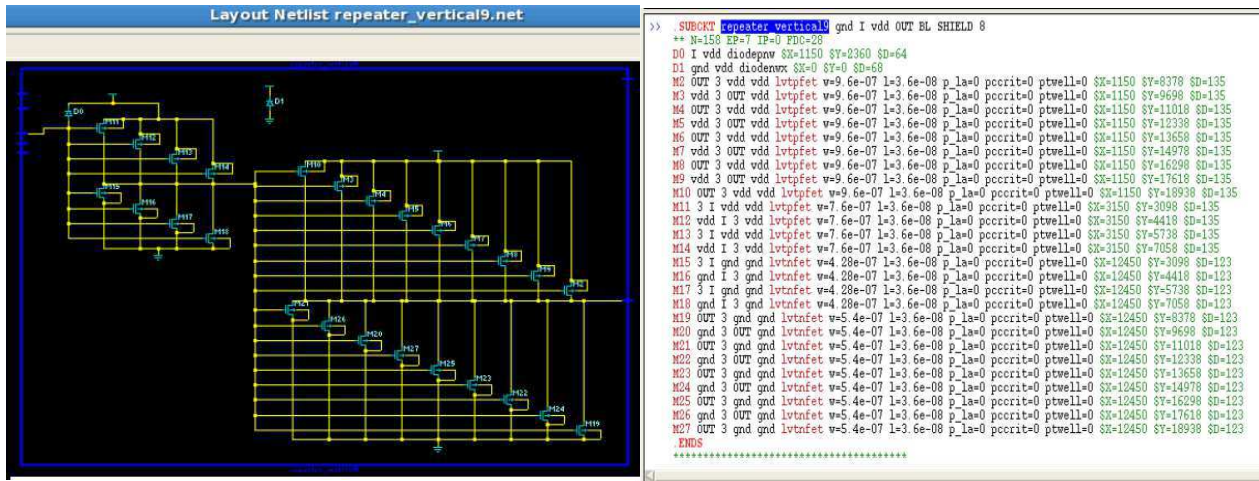 Layout Netlist repeater_vertical9.net
D0
D1
M11
M12
M13
M14
M15
M16
M17
M18
M10
M3
M4
M5
M6
M7
M8
M9
M2
M21
M26
M20
M27
M25
M23
M22
M24
M19
>> .SUBCKT repeater_vertical9 gnd I vdd OUT BL SHIELD 8
** N=158 EP=7 IP=0 FDC=28
D0 I vdd diodepnw $X=1150 $Y=2360 $D=64
D1 gnd vdd diodenwx $X=0 $Y=0 $D=68
M2 OUT 3 vdd vdd lvtpfet w=9.6e-07 l=3.6e-08 p_la=0 pccrit=0 ptwell=0 $X=1150 $Y=8378 $D=135
M3 vdd 3 OUT vdd lvtpfet w=9.6e-07 l=3.6e-08 p_la=0 pccrit=0 ptwell=0 $X=1150 $Y=9698 $D=135
M4 OUT 3 vdd vdd lvtpfet w=9.6e-07 l=3.6e-08 p_la=0 pccrit=0 ptwell=0 $X=1150 $Y=11018 $D=135
M5 vdd 3 OUT vdd lvtpfet w=9.6e-07 l=3.6e-08 p_la=0 pccrit=0 ptwell=0 $X=1150 $Y=12338 $D=135
M6 OUT 3 vdd vdd lvtpfet w=9.6e-07 l=3.6e-08 p_la=0 pccrit=0 ptwell=0 $X=1150 $Y=13658 $D=135
M7 vdd 3 OUT vdd lvtpfet w=9.6e-07 l=3.6e-08 p_la=0 pccrit=0 ptwell=0 $X=1150 $Y=14978 $D=135
M8 OUT 3 vdd vdd lvtpfet w=9.6e-07 l=3.6e-08 p_la=0 pccrit=0 ptwell=0 $X=1150 $Y=16298 $D=135
M9 vdd 3 OUT vdd lvtpfet w=9.6e-07 l=3.6e-08 p_la=0 pccrit=0 ptwell=0 $X=1150 $Y=17618 $D=135
M10 OUT 3 vdd vdd lvtpfet w=9.6e-07 l=3.6e-08 p_la=0 pccrit=0 ptwell=0 $X=1150 $Y=18938 $D=135
M11 3 I vdd vdd lvtpfet w=7.6e-07 l=3.6e-08 p_la=0 pccrit=0 ptwell=0 $X=3150 $Y=3098 $D=135
M12 vdd I 3 vdd lvtpfet w=7.6e-07 l=3.6e-08 p_la=0 pccrit=0 ptwell=0 $X=3150 $Y=4418 $D=135
M13 3 I vdd vdd lvtpfet w=7.6e-07 l=3.6e-08 p_la=0 pccrit=0 ptwell=0 $X=3150 $Y=5738 $D=135
M14 vdd I 3 vdd lvtpfet w=7.6e-07 l=3.6e-08 p_la=0 pccrit=0 ptwell=0 $X=3150 $Y=7058 $D=135
M15 3 I gnd gnd lvtnfet w=4.28e-07 l=3.6e-08 p_la=0 pccrit=0 ptwell=0 $X=12450 $Y=3098 $D=123
M16 gnd I 3 gnd lvtnfet w=4.28e-07 l=3.6e-08 p_la=0 pccrit=0 ptwell=0 $X=12450 $Y=4418 $D=123
M17 3 I gnd gnd lvtnfet w=4.28e-07 l=3.6e-08 p_la=0 pccrit=0 ptwell=0 $X=12450 $Y=5738 $D=123
M18 gnd I 3 gnd lvtnfet w=4.28e-07 l=3.6e-08 p_la=0 pccrit=0 ptwell=0 $X=12450 $Y=7058 $D=123
M19 OUT 3 gnd gnd lvtnfet w=5.4e-07 l=3.6e-08 p_la=0 pccrit=0 ptwell=0 $X=12450 $Y=8378 $D=123
M20 gnd 3 OUT gnd lvtnfet w=5.4e-07 l=3.6e-08 p_la=0 pccrit=0 ptwell=0 $X=12450 $Y=9698 $D=123
M21 OUT 3 gnd gnd lvtnfet w=5.4e-07 l=3.6e-08 p_la=0 pccrit=0 ptwell=0 $X=12450 $Y=11018 $D=123
M22 gnd 3 OUT gnd lvtnfet w=5.4e-07 l=3.6e-08 p_la=0 pccrit=0 ptwell=0 $X=12450 $Y=12338 $D=123
M23 OUT 3 gnd gnd lvtnfet w=5.4e-07 l=3.6e-08 p_la=0 pccrit=0 ptwell=0 $X=12450 $Y=13658 $D=123
M24 gnd 3 OUT gnd lvtnfet w=5.4e-07 l=3.6e-08 p_la=0 pccrit=0 ptwell=0 $X=12450 $Y=14978 $D=123
M25 OUT 3 gnd gnd lvtnfet w=5.4e-07 l=3.6e-08 p_la=0 pccrit=0 ptwell=0 $X=12450 $Y=16298 $D=123
M26 gnd 3 OUT gnd lvtnfet w=5.4e-07 l=3.6e-08 p_la=0 pccrit=0 ptwell=0 $X=12450 $Y=17618 $D=123
M27 OUT 3 gnd gnd lvtnfet w=5.4e-07 l=3.6e-08 p_la=0 pccrit=0 ptwell=0 $X=12450 $Y=18938 $D=123
.ENDS
****************************************